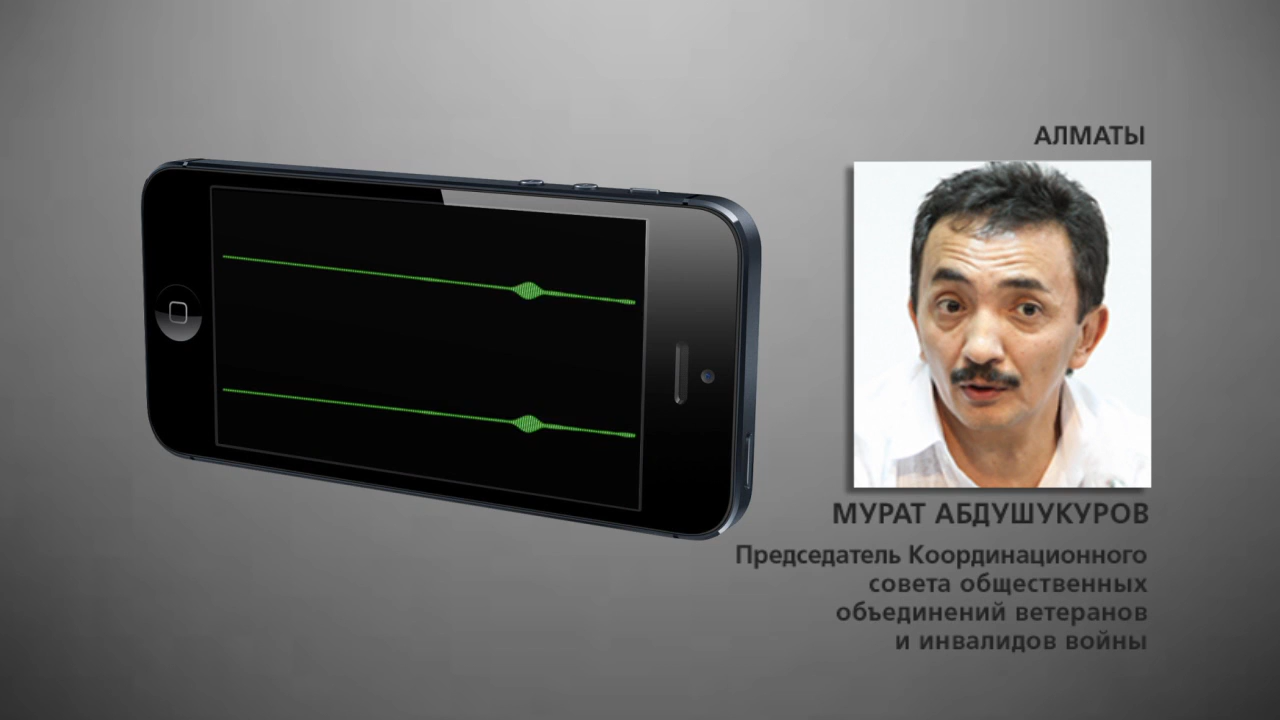 АЛМАТЫ
МУРАТ АБДУШУКУРОВ
Председатель Координационного
совета общественных
объединений ветеранов
и инвалидов войны